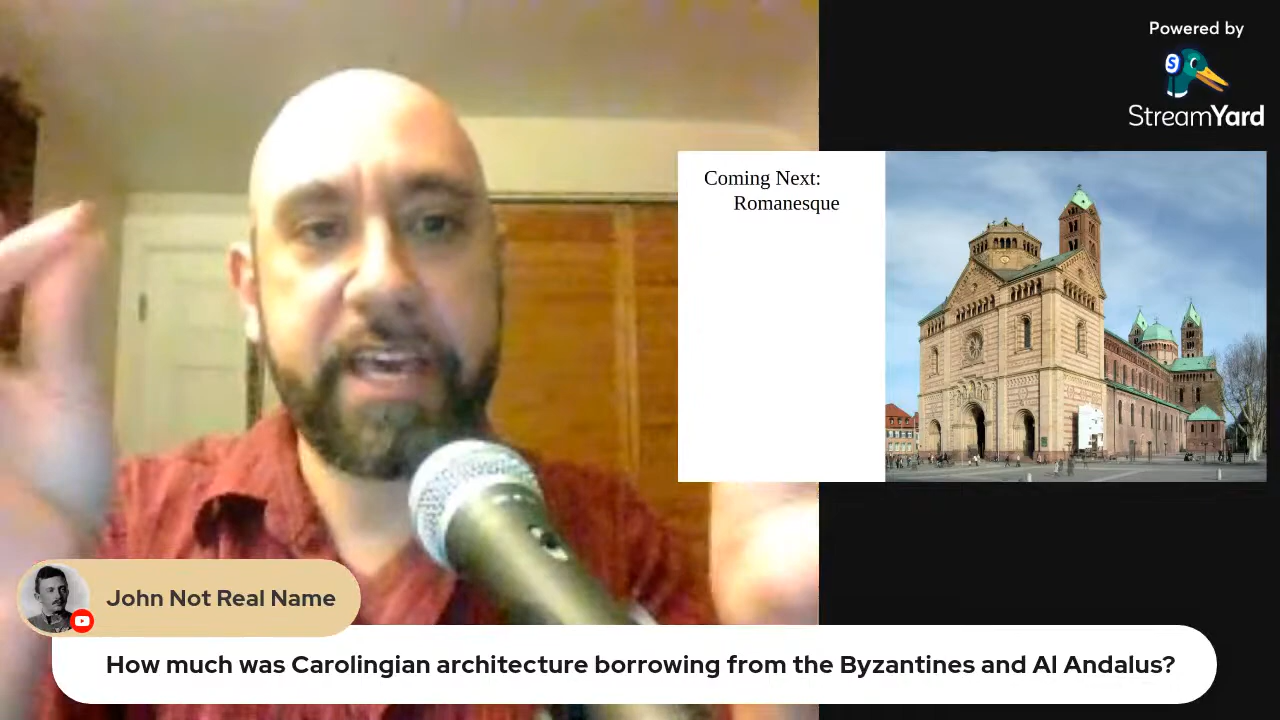 Powered by
S
StreamYard
Coming Next:
Romanesque
John Not Real Name
How much was Carolingian architecture borrowing from the Byzantines and Al Andalus?